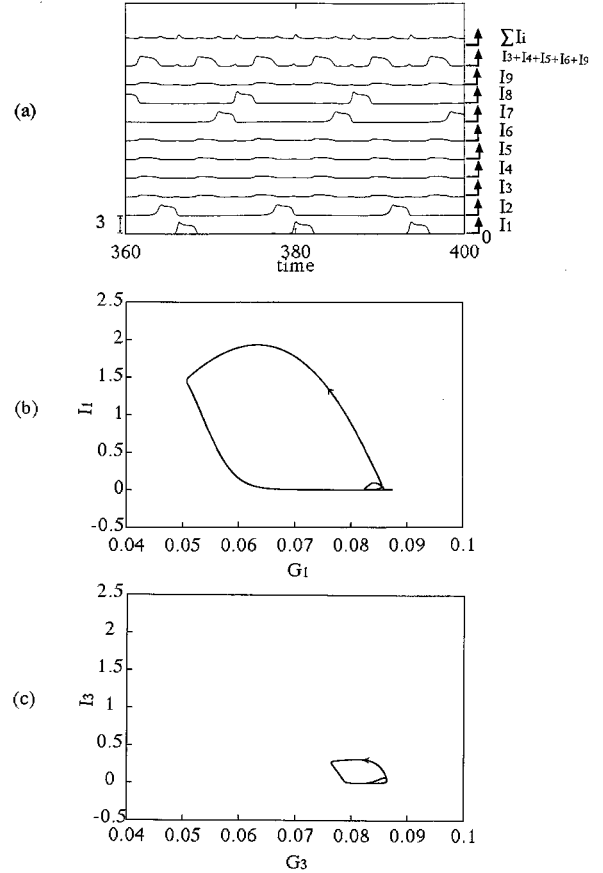 (a)
∑Ii
I3+I4+I5+I6+I9
I9
I8
I7
I6
I5
I4
I3
I2
I1
3
0
360
380
400
time
(b)
2.5
2
1.5
1
0.5
0
-0.5
I1
0.04
0.05
0.06
0.07
0.08
0.09
0.1
G1
(c)
2.5
2
1.5
1
0.5
0
-0.5
I3
0.04
0.05
0.06
0.07
0.08
0.09
0.1
G3